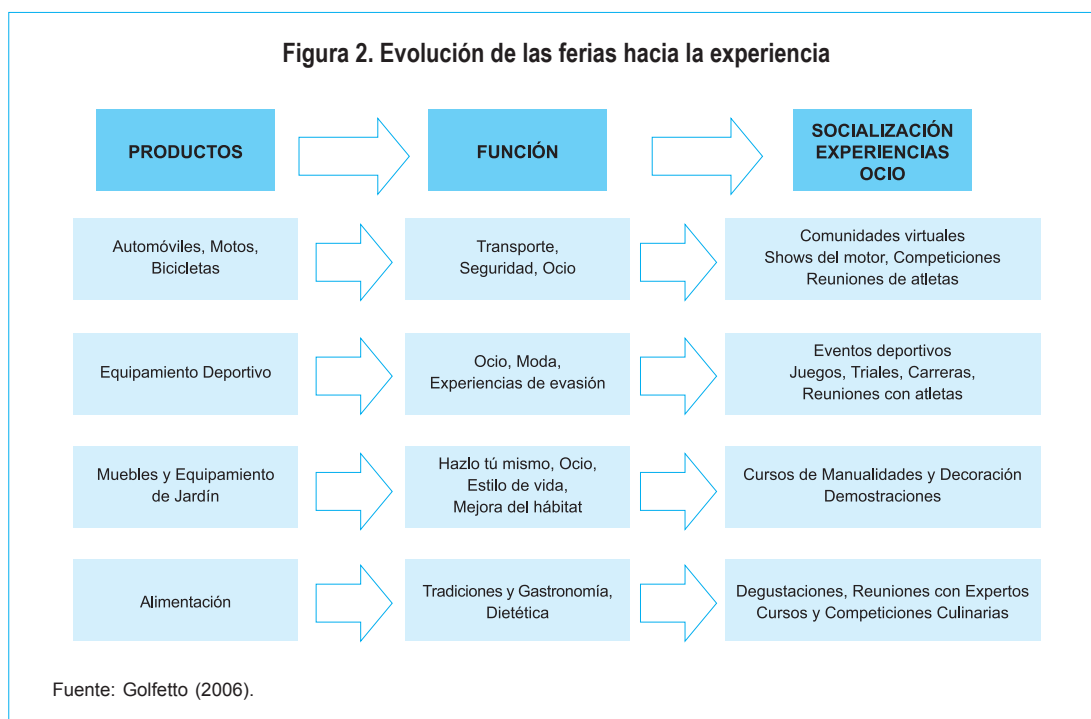 Figura 2. Evolución de las ferias hacia la experiencia
PRODUCTOS
FUNCIÓN
SOCIALIZACIÓN
EXPERIENCIAS
OCIO
Automóviles, Motos,
Bicicletas
Transporte,
Seguridad, Ocio
Comunidades virtuales
Shows del motor, Competiciones
Reuniones de atletas
Equipamiento Deportivo
Ocio, Moda,
Experiencias de evasión
Eventos deportivos
Juegos, Triales, Carreras,
Reuniones con atletas
Muebles y Equipamiento
de Jardín
Hazlo tú mismo, Ocio,
Estilo de vida,
Mejora del hábitat
Cursos de Manualidades y Decoración
Demostraciones
Alimentación
Tradiciones y Gastronomía,
Dietética
Degustaciones, Reuniones con Expertos
Cursos y Competiciones Culinarias
Fuente: Golfetto (2006).